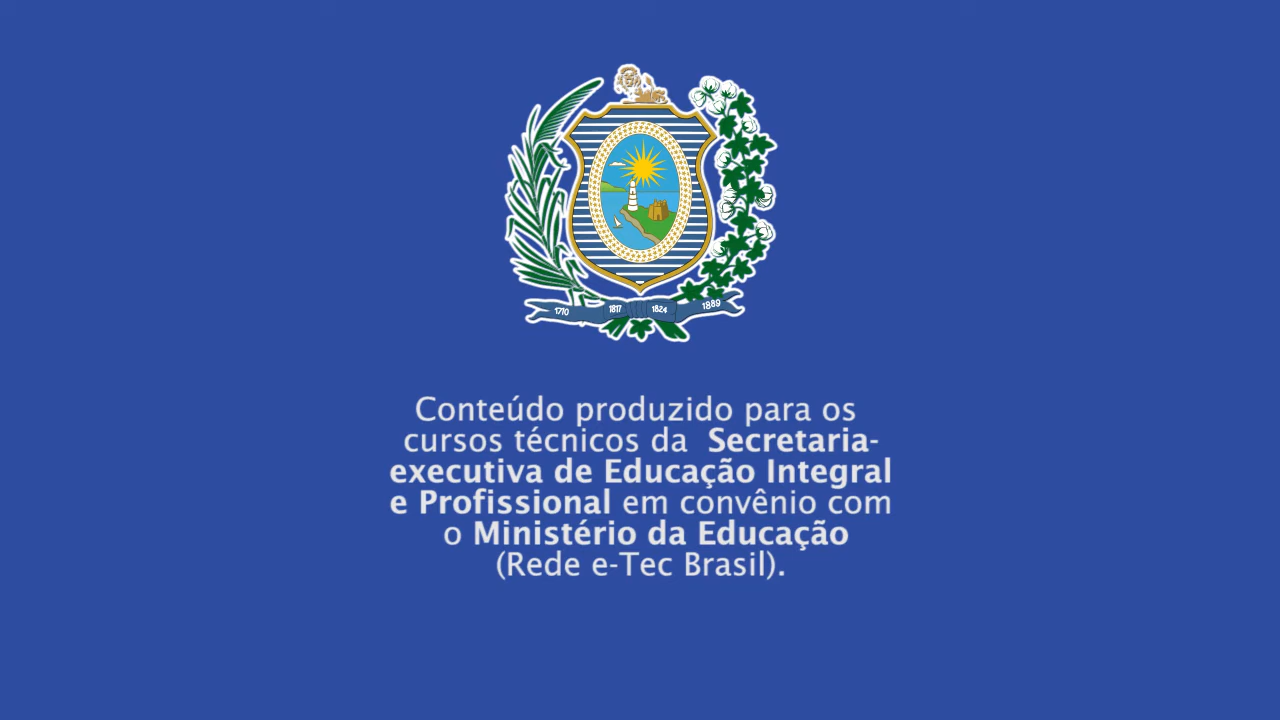 1710 1817 1824 1889
Conteúdo produzido para os
cursos técnicos da Secretaria-
executiva de Educação Integral
e Profissional em convênio com
o Ministério da Educação
(Rede e-Tec Brasil).